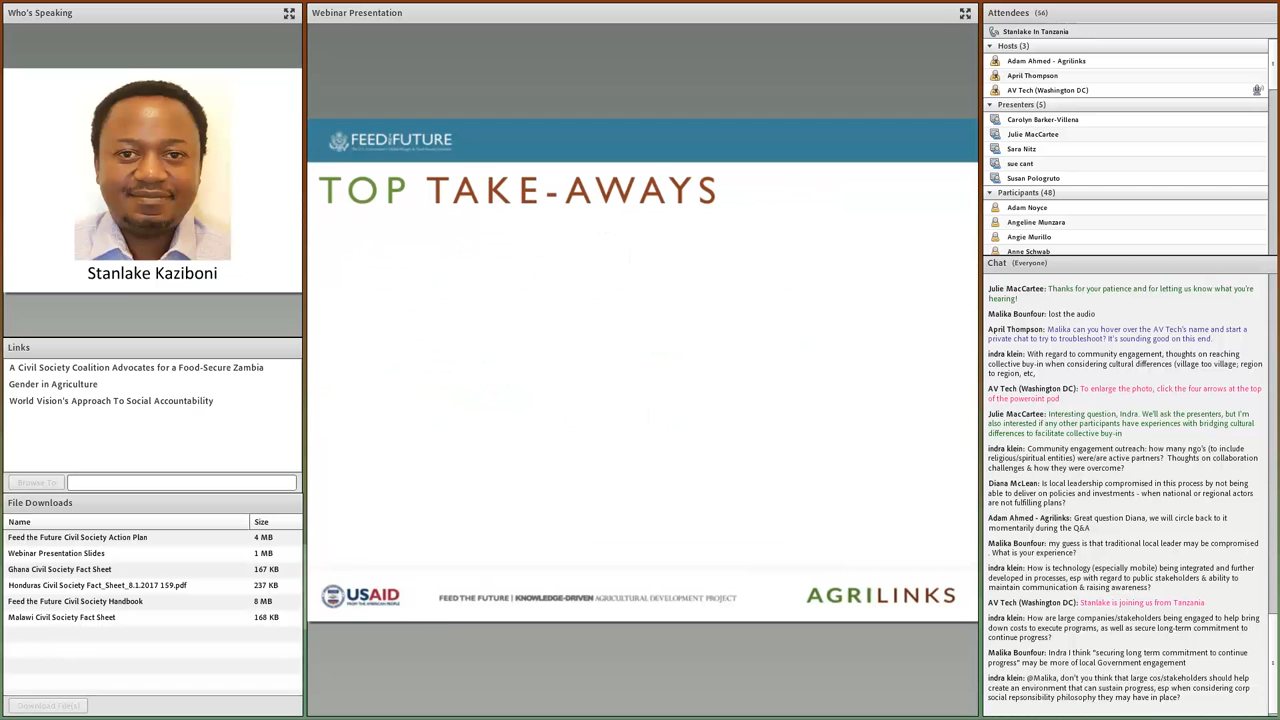 Who's Speaking
Stanlake Kaziboni
Links
A Civil Society Coalition Advocates for a Food-Secure Zambia
Gender in Agriculture
World Vision's Approach To Social Accountability
Browse To
File Downloads
Name Size
Feed the Future Civil Society Action Plan 4 MB
Webinar Presentation Slides 1 MB
Ghana Civil Society Fact Sheet 167 KB
Honduras Civil Society Fact_Sheet_8.1.2017 159.pdf 237 KB
Feed the Future Civil Society Handbook 8 MB
Malawi Civil Society Fact Sheet 168 KB
Download File(s)
Webinar Presentation
FEED THE FUTURE
TOP TAKE-AWAYS
USAID
FROM THE AMERICAN PEOPLE
FEED THE FUTURE | KNOWLEDGE-DRIVEN AGRICULTURAL DEVELOPMENT PROJECT
AGRILINKS
Attendees (56)
Stanlake In Tanzania
Hosts (3)
Adam Ahmed - Agrilinks
April Thompson
AV Tech (Washington DC)
Presenters (5)
Carolyn Barker-Villena
Julie MacCartee
Sara Nitz
sue cant
Susan Pologruto
Participants (48)
Adam Noyce
Angeline Munzara
Angie Murillo
Anne Schwab
Chat (Everyone)
Julie MacCartee: Thanks for your patience and for letting us know what you're
hearing!
Malika Bounfour: lost the audio
April Thompson: Malika can you hover over the AV Tech's name and start a
private chat to try to troubleshoot? It's sounding good on this end.
indra klein: With regard to community engagement, thoughts on reaching
collective buy-in when considering cultural differences (village too village; region
to region, etc,
AV Tech (Washington DC): To enlarge the photo, click the four arrows at the top
of the poweroint pod
Julie MacCartee: Interesting question, Indra. We'll ask the presenters, but I'm
also interested if any other participants have experiences with bridging cultural
differences to facilitate collective buy-in
indra klein: Community engagement outreach: how many ngo's (to include
religious/spiritual entities) were/are active partners? Thoughts on collaboration
challenges & how they were overcome?
Diana McLean: Is local leadership compromised in this process by not being
able to deliver on policies and investments - when national or regional actors
are not fulfilling plans?
Adam Ahmed - Agrilinks: Great question Diana, we will circle back to it
momentarily during the Q&A
Malika Bounfour: my guess is that traditional local leader may be compromised
. What is your experience?
indra klein: How is technology (especially mobile) being integrated and further
developed in processes, esp with regard to public stakeholders & ability to
maintain communication & raising awareness?
AV Tech (Washington DC): Stanlake is joining us from Tanzania
indra klein: How are large companies/stakeholders being engaged to help bring
down costs to execute programs, as well as secure long-term commitment to
continue progress?
Malika Bounfour: Indra I think "securing long term commitment to continue
progress" may be more of local Government engagement
indra klein: @Malika, don't you think that large cos/stakeholders should help
create an environment that can sustain progress, esp when considering corp
social repsonsibility philosophy they may have in place?